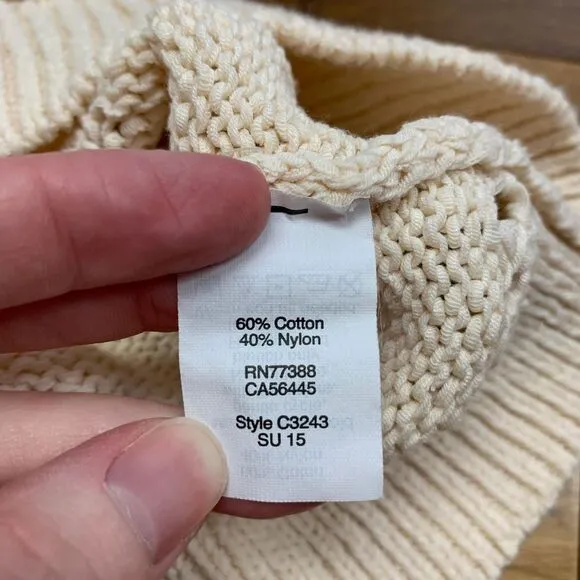 60% Cotton
40% Nylon
RN77388
CA56445
Style C3243
SU 15